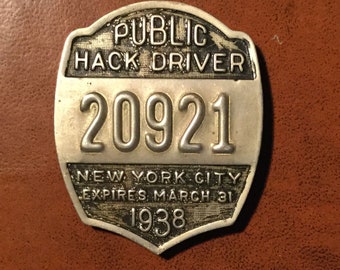 PUBLIC
HACK DRIVER
20921
NEW YORK CITY
EXPIRES MARCH 31
1938